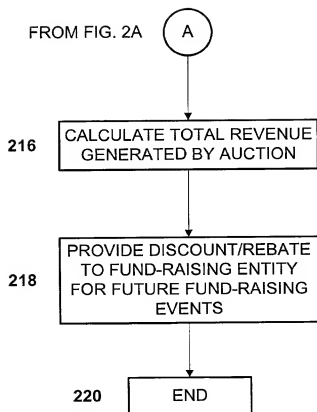 FROM FIG. 2A
A
216
CALCULATE TOTAL REVENUE
GENERATED BY AUCTION
218
PROVIDE DISCOUNT/REBATE
TO FUND-RAISING ENTITY
FOR FUTURE FUND-RAISING
EVENTS
220
END